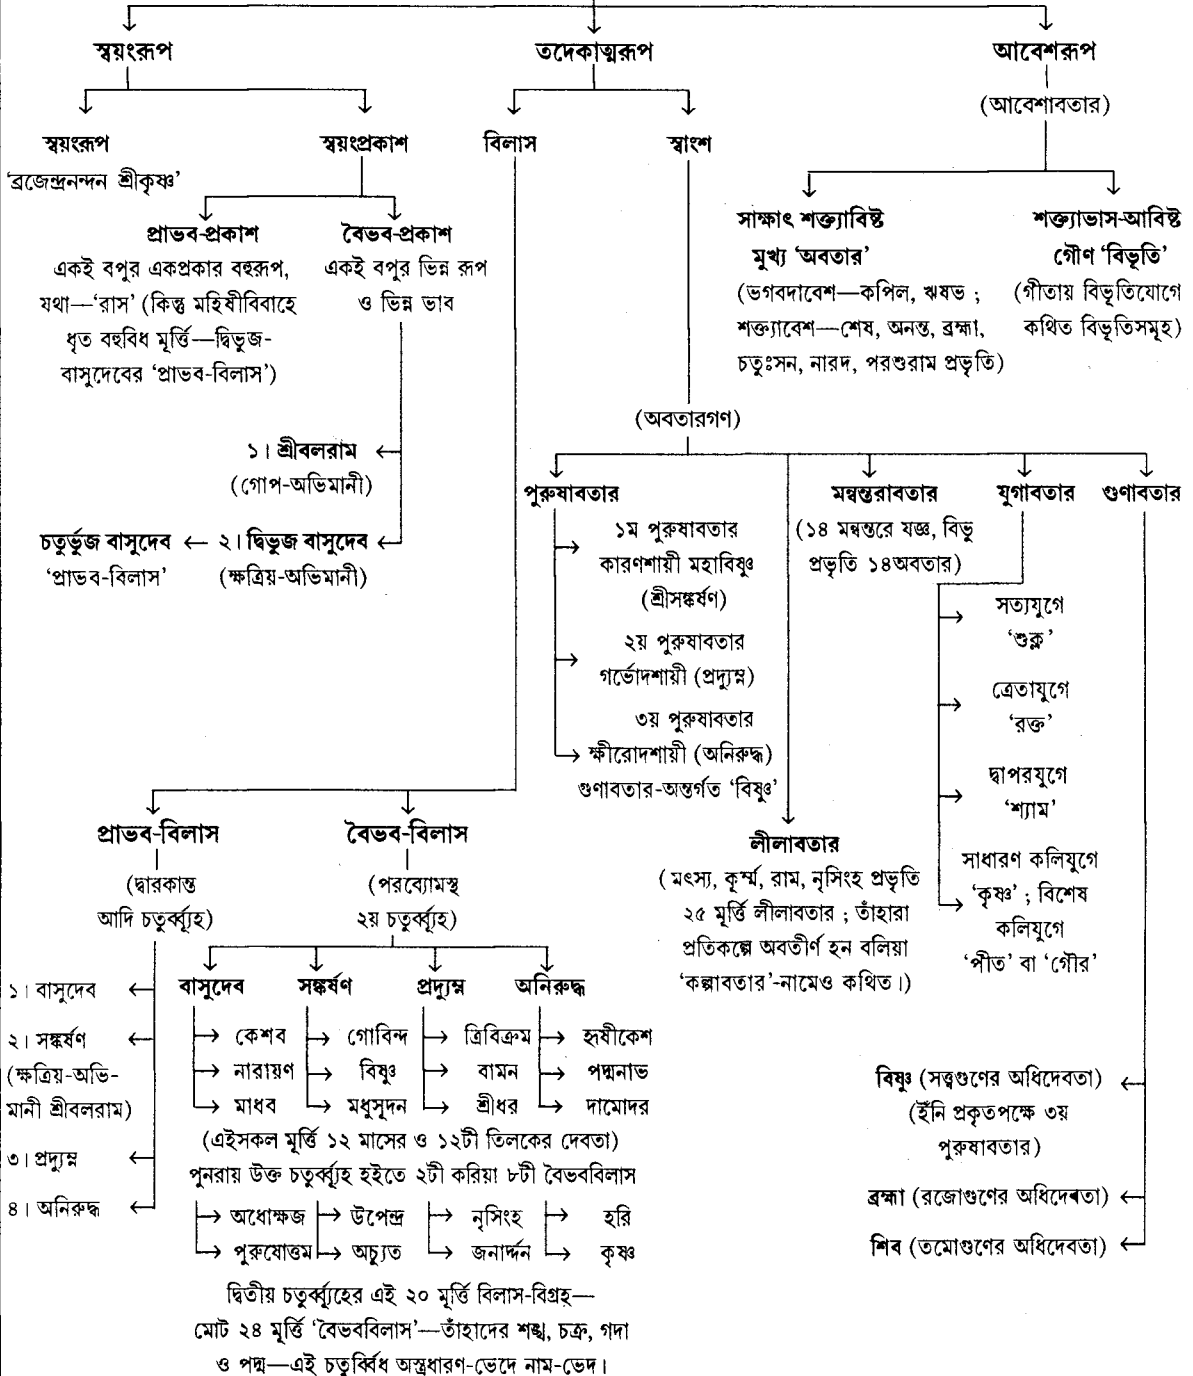 স্বয়ংরূপ
তদেকাত্মরূপ
আবেশরূপ
(আবেশাবতার)
স্বয়ংরূপ
'ব্রজেন্দ্রনন্দন শ্রীকৃষ্ণ'
স্বয়ংপ্রকাশ
বিলাস
স্বাংশ
প্রাভব-প্রকাশ
একই বপুর একপ্রকার বহুরূপ,
যথা—'রাস' (কিন্তু মহিষীবিবাহে
ধৃত বহুবিধ মূর্ত্তি—দ্বিভুজ-
বাসুদেবের 'প্রাভব-বিলাস')
বৈভব-প্রকাশ
একই বপুর ভিন্ন রূপ
ও ভিন্ন ভাব
সাক্ষাৎ শক্ত্যাবিষ্ট
মুখ্য 'অবতার'
(ভগবদাবেশ—কপিল, ঋষভ ;
শক্ত্যাবেশ—শেষ, অনন্ত, ব্রহ্মা,
চতুঃসন, নারদ, পরশুরাম প্রভৃতি)
শক্ত্যাভাস-আবিষ্ট
গৌণ 'বিভূতি'
(গীতায় বিভূতিযোগে
কথিত বিভূতিসমূহ)
১। শ্রীবলরাম
(গোপ-অভিমানী)
চতুর্ভুজ বাসুদেব ← ২। দ্বিভুজ বাসুদেব
'প্রাভব-বিলাস' (ক্ষত্রিয়-অভিমানী)
(অবতারগণ)
পুরুষাবতার
১ম পুরুষাবতার
কারণশায়ী মহাবিষ্ণু
(শ্রীসঙ্কর্ষণ)
২য় পুরুষাবতার
গর্ভোদশায়ী (প্রদ্যুম্ন)
৩য় পুরুষাবতার
ক্ষীরোদশায়ী (অনিরুদ্ধ)
গুণাবতার-অন্তর্গত 'বিষ্ণু'
মন্বন্তরাবতার
(১৪ মন্বন্তরে যজ্ঞ, বিভু
প্রভৃতি ১৪অবতার)
যুগাবতার
গুণাবতার
সত্যযুগে
'শুক্ল'
ত্রেতাযুগে
'রক্ত'
দ্বাপরযুগে
'শ্যাম'
সাধারণ কলিযুগে
'কৃষ্ণ' ; বিশেষ
কলিযুগে
'পীত' বা 'গৌর'
লীলাবতার
(মৎস্য, কূর্ম্ম, রাম, নৃসিংহ প্রভৃতি
২৫ মূর্ত্তি লীলাবতার ; তাঁহারা
প্রতিকল্পে অবতীর্ণ হন বলিয়া
'কল্পাবতার'-নামেও কথিত।)
প্রাভব-বিলাস
(দ্বারকান্ত
আদি চতুর্ব্ব্যূহ)
১। বাসুদেব
২। সঙ্কর্ষণ
(ক্ষত্রিয়-অভি-
মানী শ্রীবলরাম)
৩। প্রদ্যুম্ন
৪। অনিরুদ্ধ
বৈভব-বিলাস
(পরব্যোমস্থ
২য় চতুর্ব্ব্যূহ)
বাসুদেব সঙ্কর্ষণ প্রদ্যুম্ন অনিরুদ্ধ
কেশব গোবিন্দ ত্রিবিক্রম হৃষীকেশ
নারায়ণ বিষ্ণু বামন পদ্মনাভ
মাধব মধুসূদন শ্রীধর দামোদর
(এইসকল মূর্ত্তি ১২ মাসের ও ১২টী তিলকের দেবতা)
পুনরায় উক্ত চতুর্ব্ব্যূহ হইতে ২টী করিয়া ৮টী বৈভববিলাস
অধোক্ষজ উপেন্দ্র নৃসিংহ হরি
পুরুষোত্তম অচ্যুত জনার্দ্দন কৃষ্ণ
দ্বিতীয় চতুর্ব্ব্যূহের এই ২০ মূর্ত্তি বিলাস-বিগ্রহ—
মোট ২৪ মূর্ত্তি 'বৈভববিলাস'—তাঁহাদের শঙ্খ, চক্র, গদা
ও পদ্ম—এই চতুর্ব্বিধ অস্ত্রধারণ-ভেদে নাম-ভেদ।
বিষ্ণু (সত্ত্বগুণের অধিদেবতা)
(ইঁনি প্রকৃতপক্ষে ৩য়
পুরুষাবতার)
ব্রহ্মা (রজোগুণের অধিদেৰতা)
শিব (তমোগুণের অধিদেবতা)